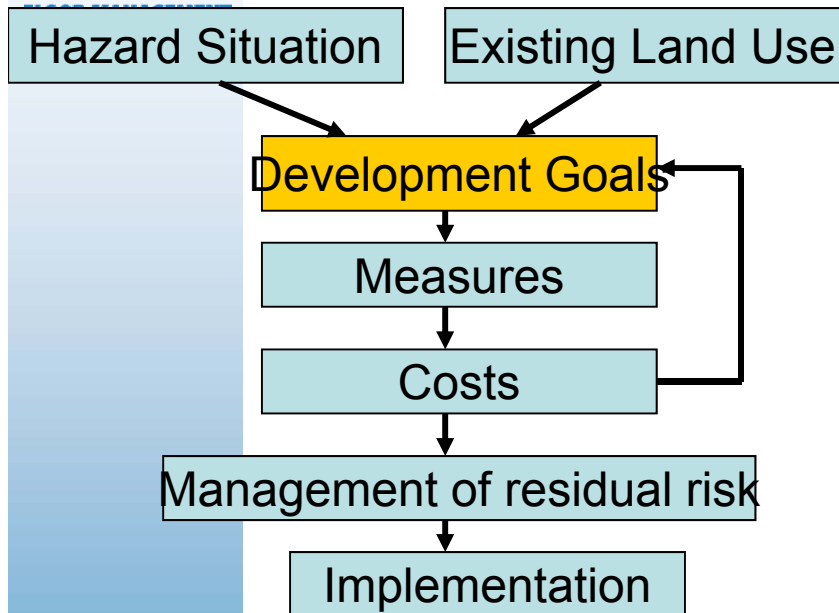 Hazard Situation
Existing Land Use
Development Goals
Measures
Costs
Management of residual risk
Implementation